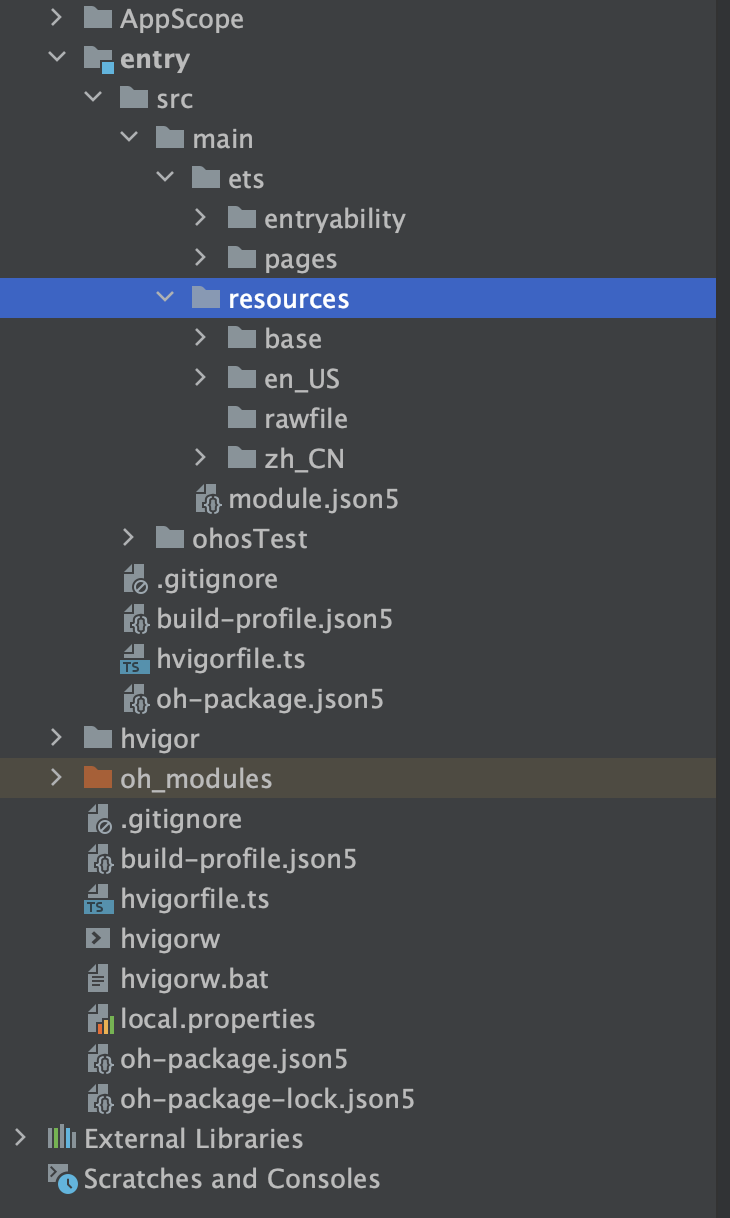 AppScope
entry
src
main
ets
entryability
pages
resources
base
en_US
rawfile
zh_CN
module.json5
ohosTest
.gitignore
build-profile.json5
TS hvigorfile.ts
oh-package.json5
hvigor
oh_modules
.gitignore
build-profile.json5
TS hvigorfile.ts
hvigorw
hvigorw.bat
local.properties
oh-package.json5
oh-package-lock.json5
External Libraries
Scratches and Consoles